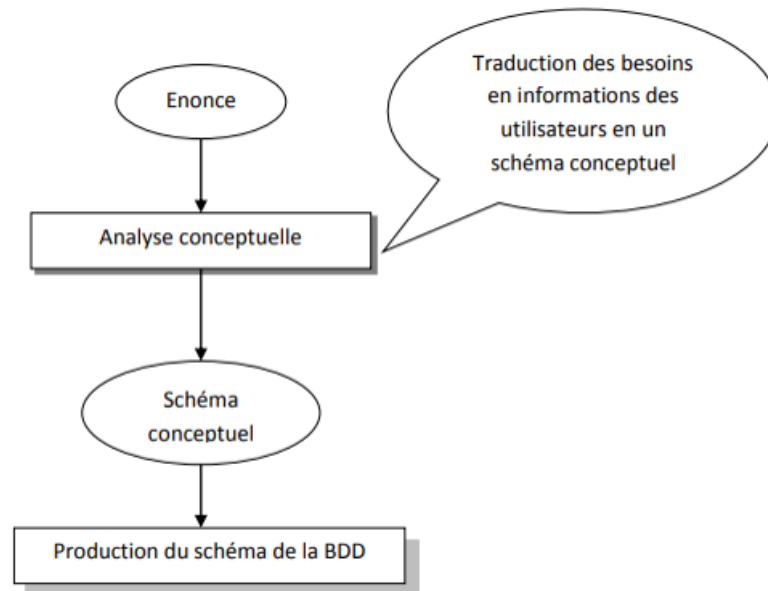 Enonce
Traduction des besoins
en informations des
utilisateurs en un
schéma conceptuel
Analyse conceptuelle
Schéma
conceptuel
Production du schéma de la BDD